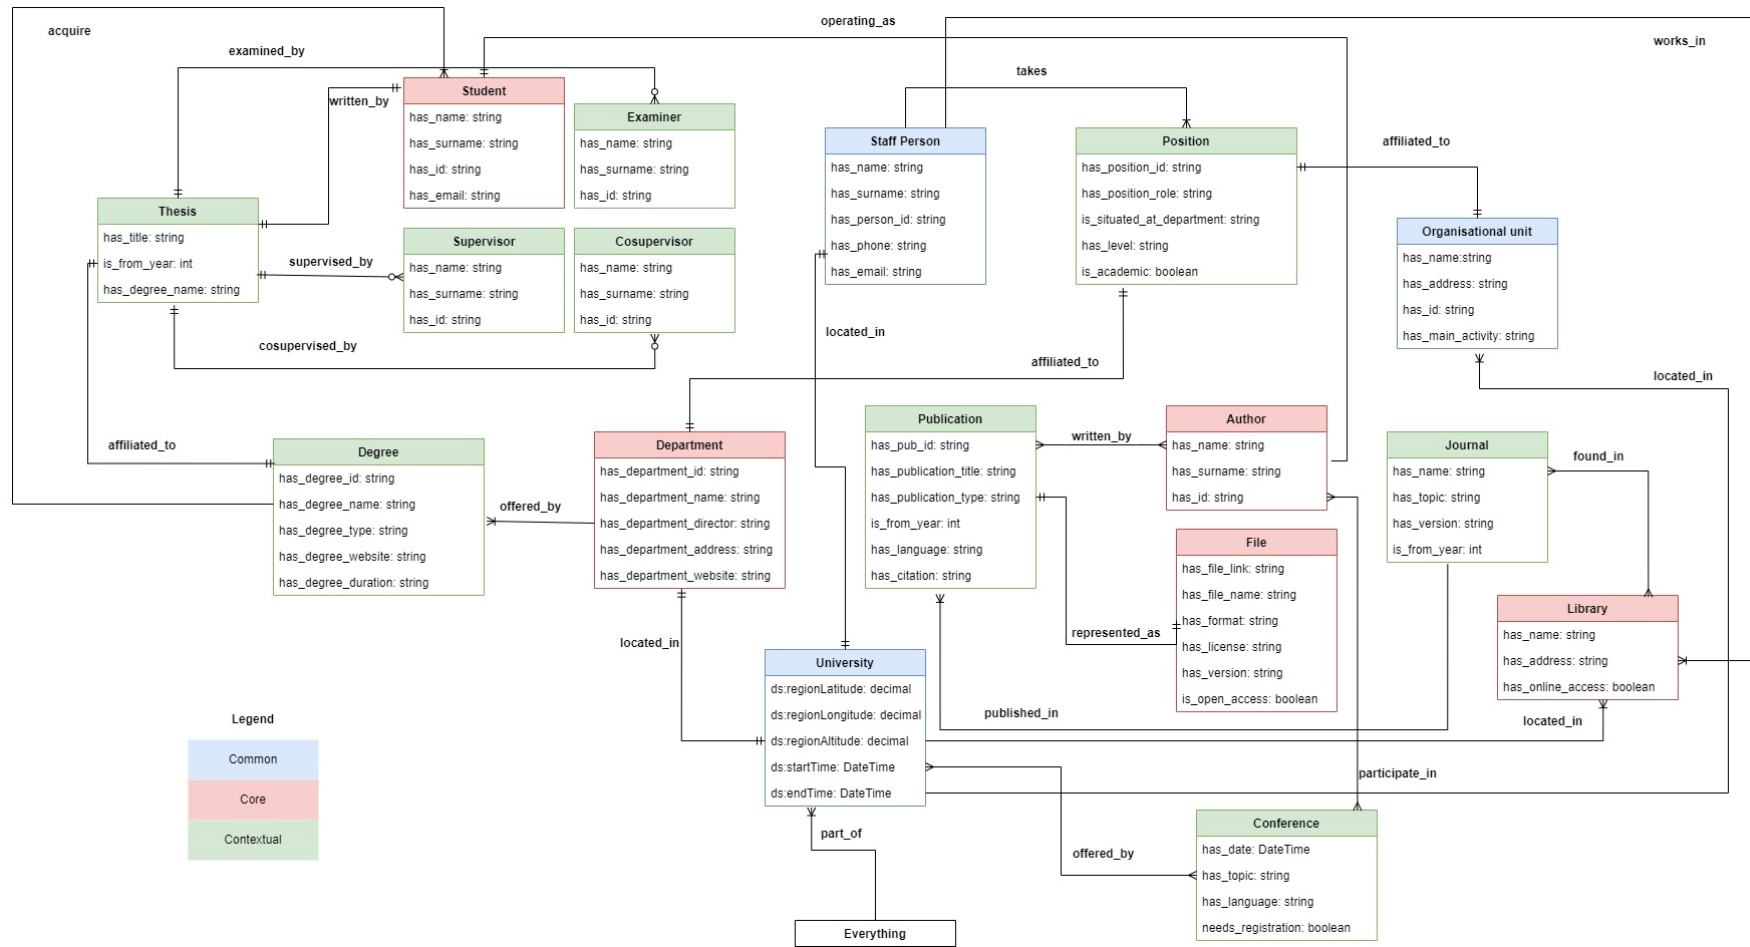 acquire
operating_as
works_in
examined_by
takes
written_by
Student
has_name: string
has_surname: string
has_id: string
has_email: string
Examiner
has_name: string
has_surname: string
has_id: string
Staff Person
has_name: string
has_surname: string
has_person_id: string
has_phone: string
has_email: string
Position
has_position_id: string
has_position_role: string
is_situated_at_department: string
has_level: string
is_academic: boolean
affiliated_to
Organisational unit
has_name:string
has_address: string
has_id: string
has_main_activity: string
Thesis
has_title: string
is_from_year: int
has_degree_name: string
supervised_by
Supervisor
has_name: string
has_surname: string
has_id: string
Cosupervisor
has_name: string
has_surname: string
has_id: string
cosupervised_by
located_in
affiliated_to
located_in
affiliated_to
Degree
has_degree_id: string
has_degree_name: string
has_degree_type: string
has_degree_website: string
has_degree_duration: string
offered_by
Department
has_department_id: string
has_department_name: string
has_department_director: string
has_department_address: string
has_department_website: string
Publication
has_pub_id: string
has_publication_title: string
has_publication_type: string
is_from_year: int
has_language: string
has_citation: string
written_by
Author
has_name: string
has_surname: string
has_id: string
Journal
has_name: string
has_topic: string
has_version: string
is_from_year: int
found_in
File
has_file_link: string
has_file_name: string
has_format: string
has_license: string
has_version: string
is_open_access: boolean
represented_as
Library
has_name: string
has_address: string
has_online_access: boolean
located_in
located_in
University
ds:regionLatitude: decimal
ds:regionLongitude: decimal
ds:regionAltitude: decimal
ds:startTime: DateTime
ds:endTime: DateTime
published_in
participate_in
Legend
Common
Core
Contextual
part_of
offered_by
Conference
has_date: DateTime
has_topic: string
has_language: string
needs_registration: boolean
Everything